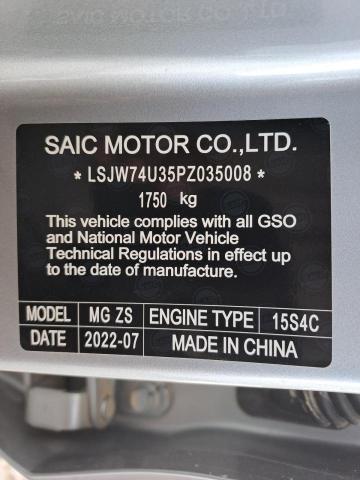 SAIC MOTOR CO.,LTD.
* LSJW74U35PZ035008 *
1750 kg
This vehicle complies with all GSO
and National Motor Vehicle
Technical Regulations in effect up
to the date of manufacture.
MODEL MG ZS ENGINE TYPE 15S4C
DATE 2022-07 MADE IN CHINA